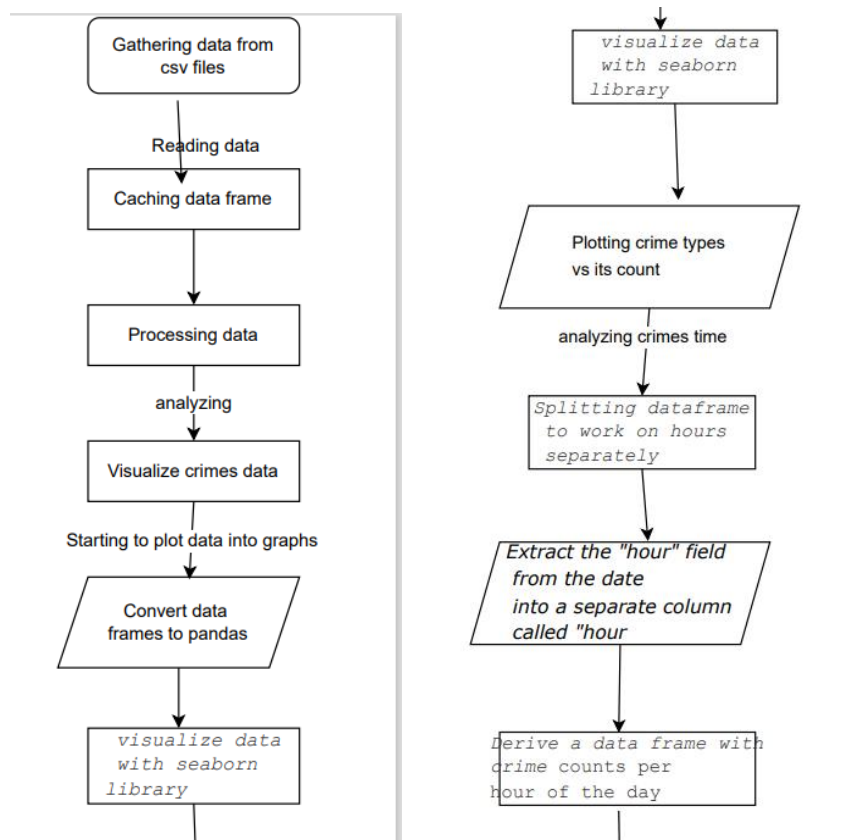 Gathering data from
csv files
Reading data
Caching data frame
Processing data
analyzing
Visualize crimes data
Starting to plot data into graphs
Convert data
frames to pandas
visualize data
with seaborn
library
visualize data
with seaborn
library
Plotting crime types
vs its count
analyzing crimes time
Splitting dataframe
to work on hours
separately
Extract the "hour" field
from the date
into a separate column
called "hour
Derive a data frame with
crime counts per
hour of the day